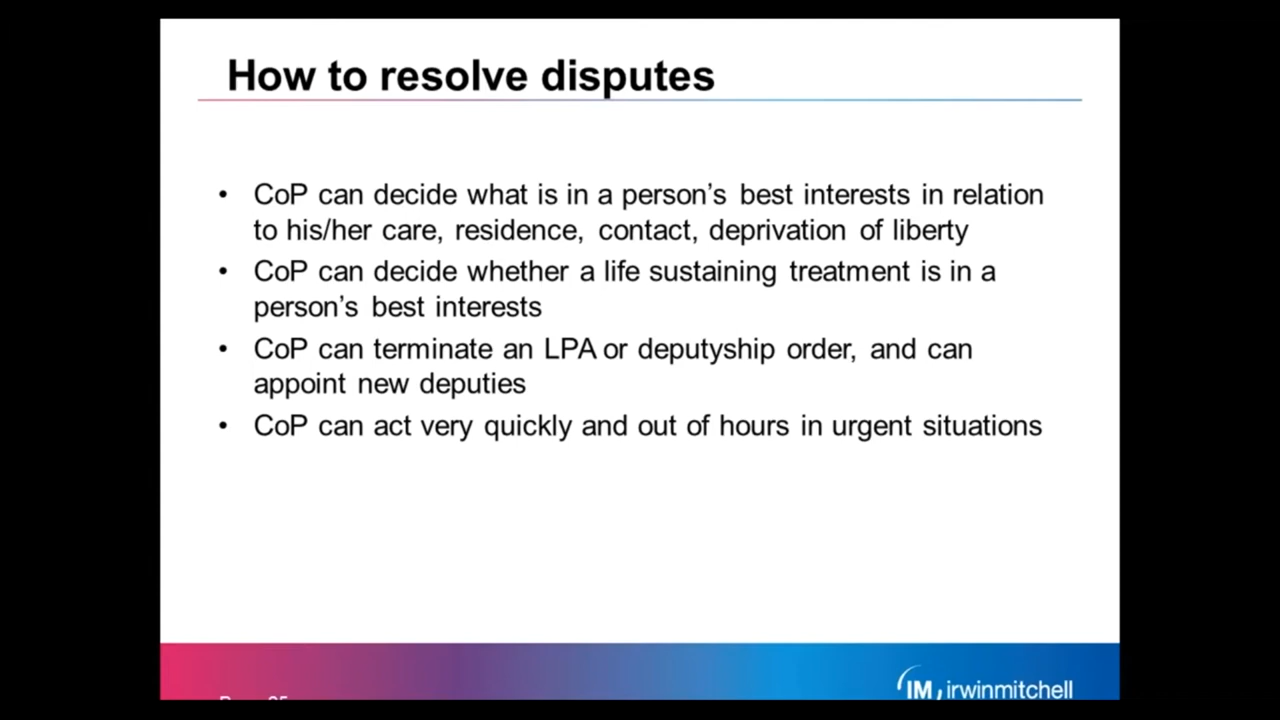 How to resolve disputes
• CoP can decide what is in a person’s best interests in relation
to his/her care, residence, contact, deprivation of liberty
• CoP can decide whether a life sustaining treatment is in a
person’s best interests
• CoP can terminate an LPA or deputyship order, and can
appoint new deputies
• CoP can act very quickly and out of hours in urgent situations
IM irwinmitchell